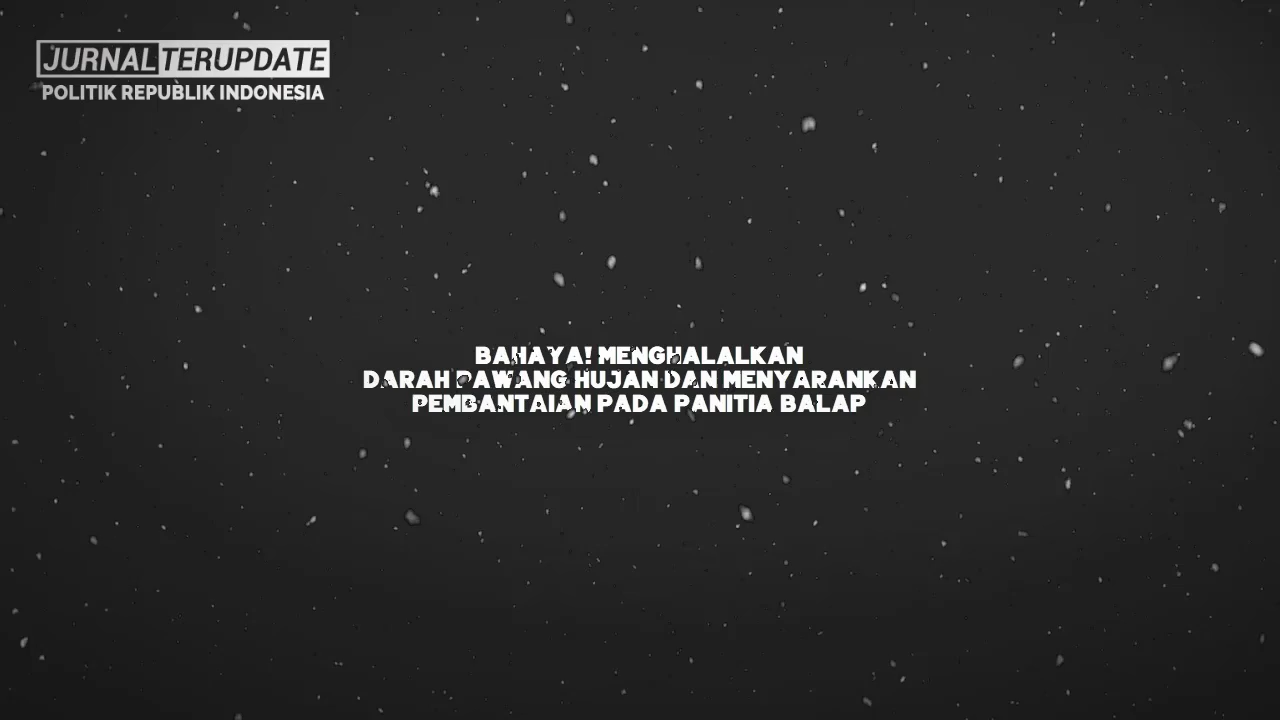 JURNALTERUPDATE
POLITIK REPUBLIK INDONESIA
BAHAYA! MENGHALALKAN
DARAH PAWANG HUJAN DAN MENYARANKAN
PEMBANTAIAN PADA PANITIA BALAP